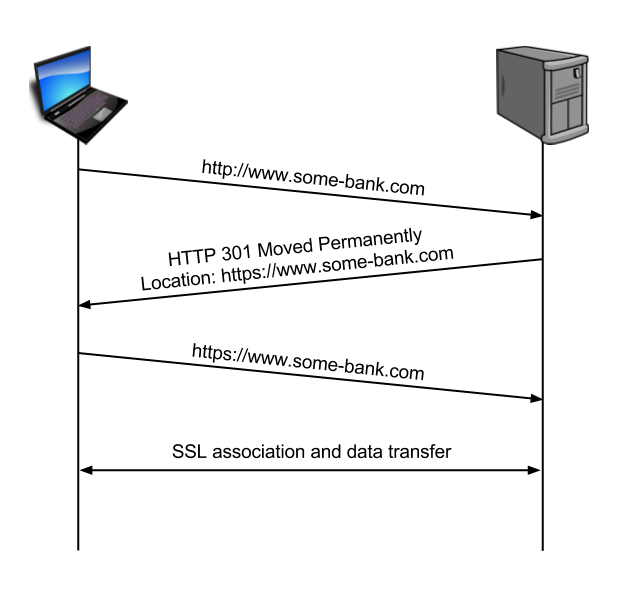 http://www.some-bank.com
HTTP 301 Moved Permanently
Location: https://www.some-bank.com
https://www.some-bank.com
SSL association and data transfer